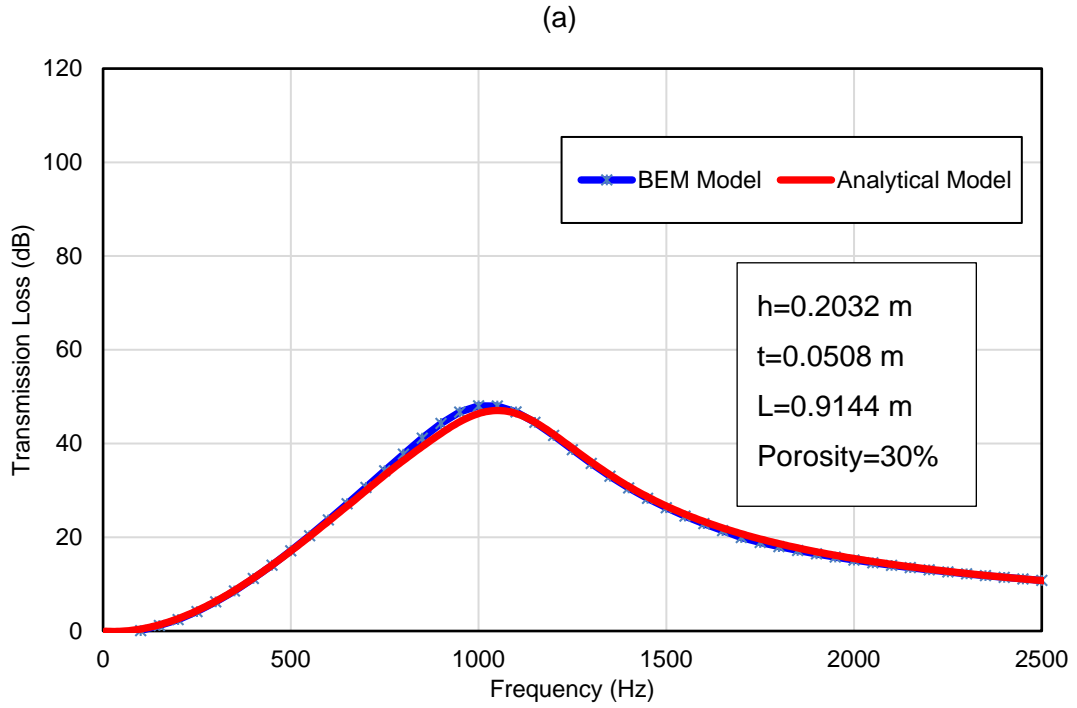 (a)
120
100
80
60
40
20
0
Transmission Loss (dB)
BEM Model Analytical Model
h=0.2032 m
t=0.0508 m
L=0.9144 m
Porosity=30%
0 500 1000 1500 2000 2500
Frequency (Hz)